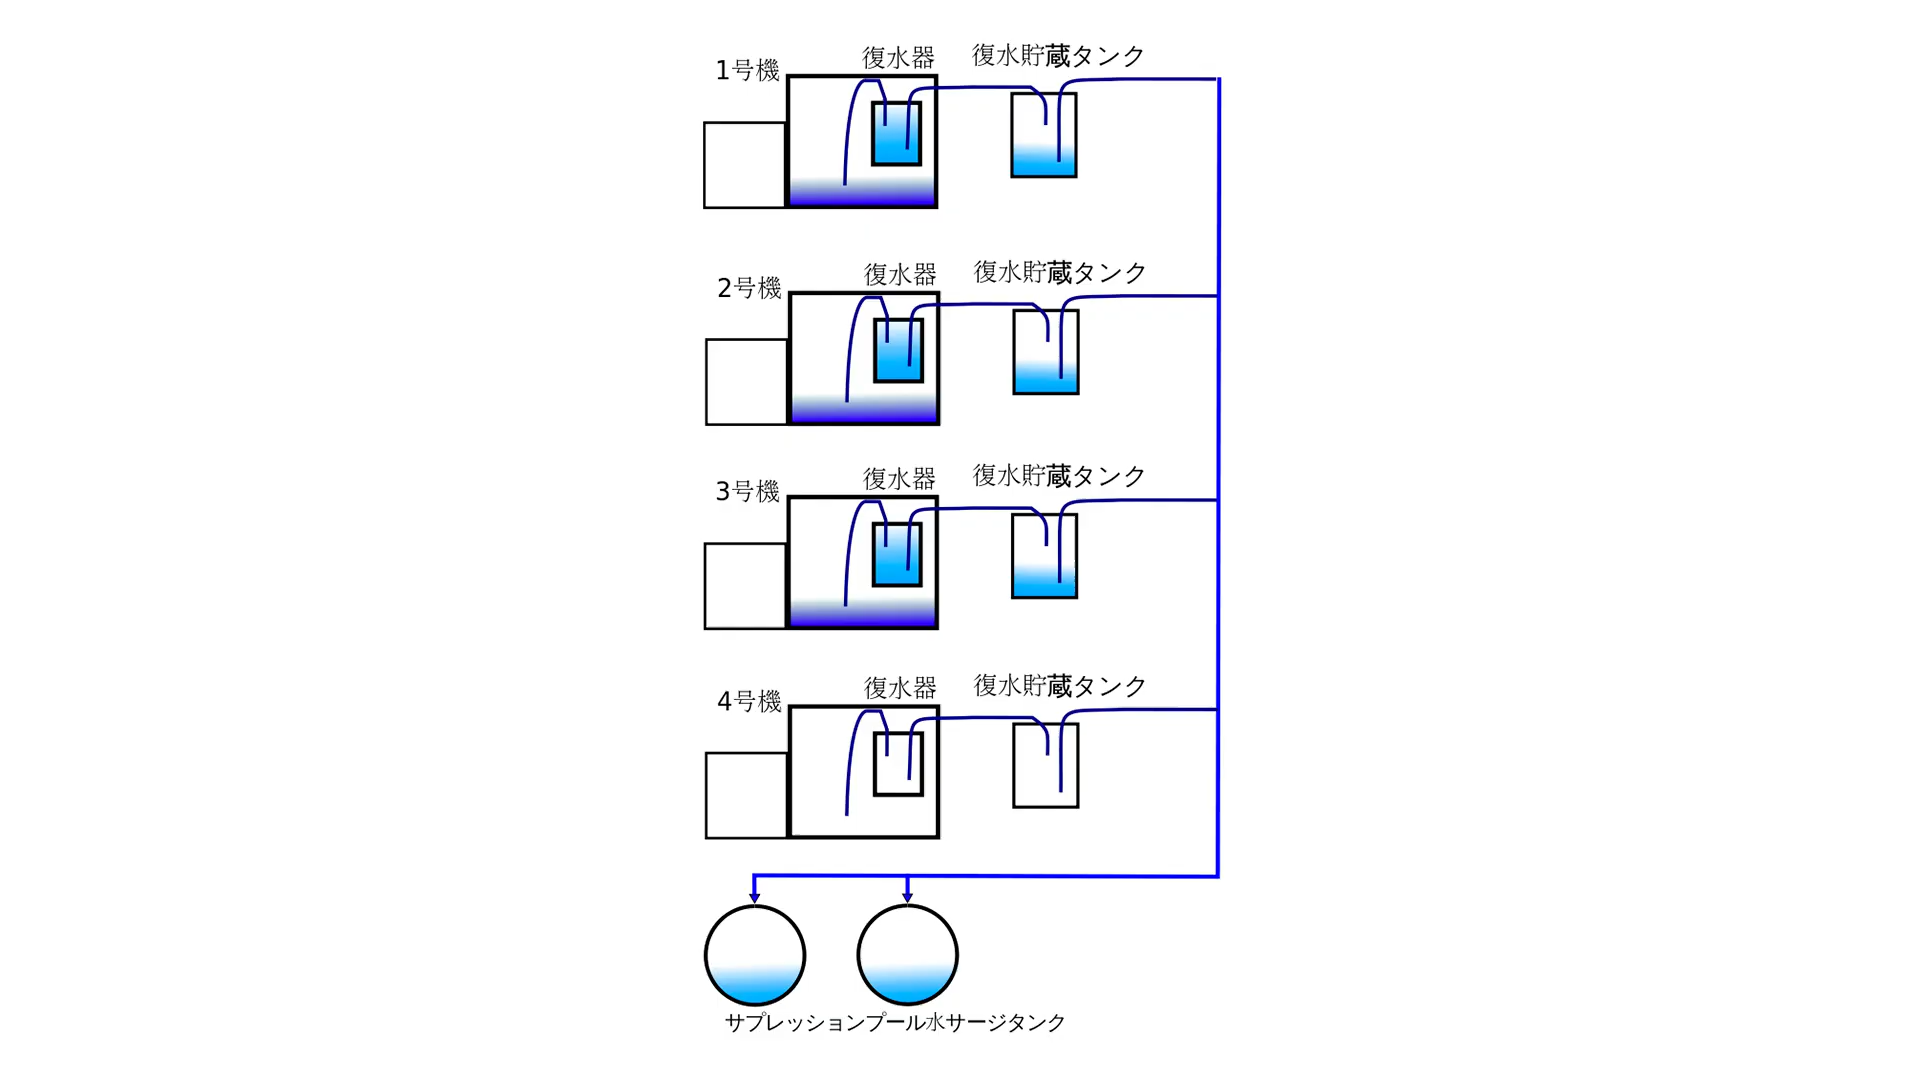 1号機 復水器 復水貯蔵タンク
2号機 復水器 復水貯蔵タンク
3号機 復水器 復水貯蔵タンク
4号機 復水器 復水貯蔵タンク
サプレッションプール水サージタンク